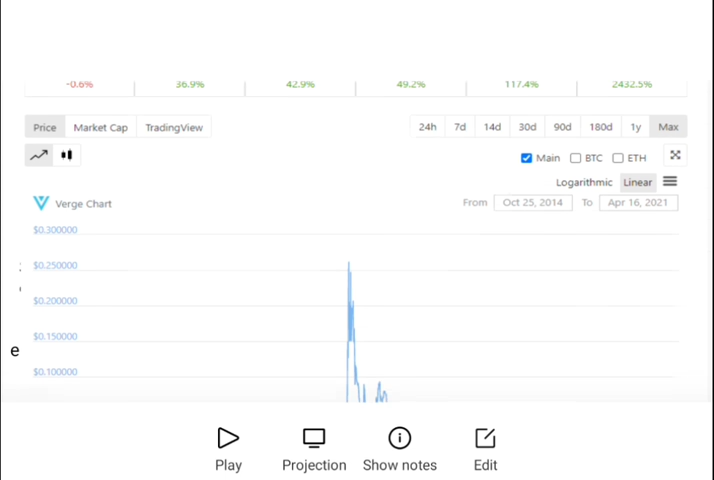 -0.6% 36.9% 42.9% 49.2% 117.4% 2432.5%
Price Market Cap TradingView 24h 7d 14d 30d 90d 180d 1y Max
Main BTC ETH
Logarithmic Linear
Verge Chart From Oct 25, 2014 To Apr 16, 2021
$0.300000
$0.250000
$0.200000
$0.150000
e
$0.100000
Play Projection Show notes Edit